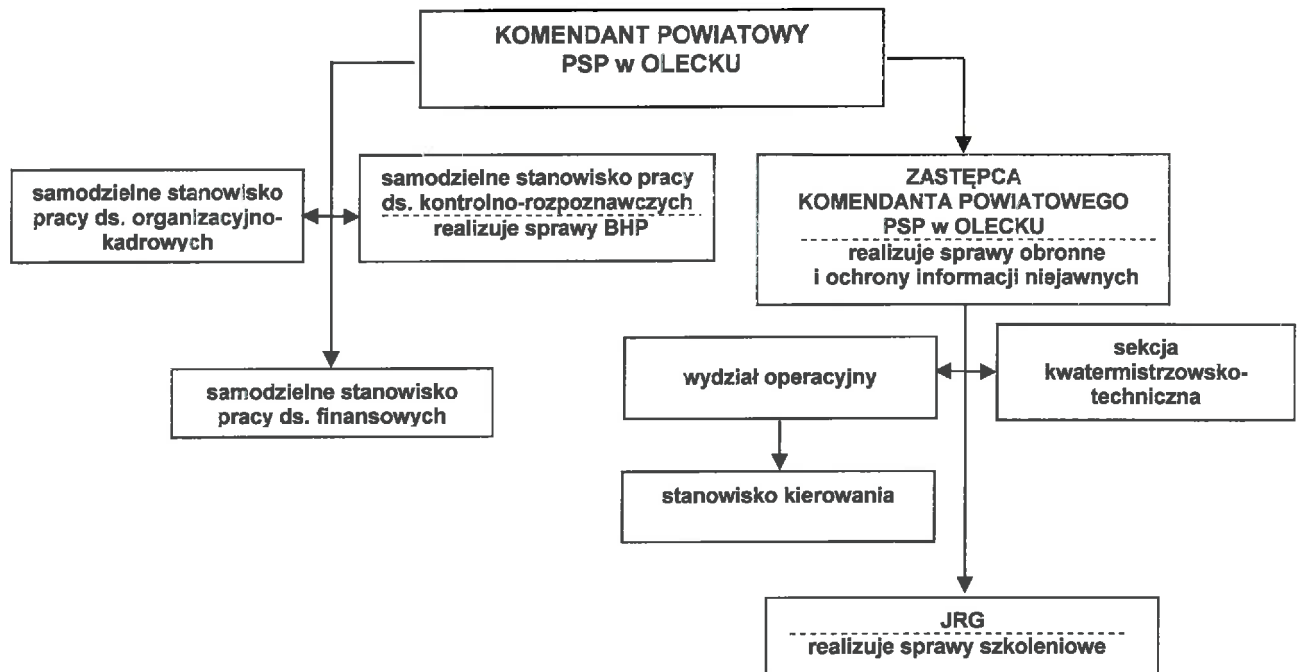 KOMENDANT POWIATOWY
PSP w OLECKU
samodzielne stanowisko
pracy ds. organizacyjno-
kadrowych
samodzielne stanowisko pracy
ds. kontrolno-rozpoznawczych
realizuje sprawy BHP
ZASTĘPCA
KOMENDANTA POWIATOWEGO
PSP w OLECKU
realizuje sprawy obronne
i ochrony informacji niejawnych
samodzielne stanowisko
pracy ds. finansowych
wydział operacyjny
sekcja
kwatermistrzowsko-
techniczna
stanowisko kierowania
JRG
realizuje sprawy szkoleniowe